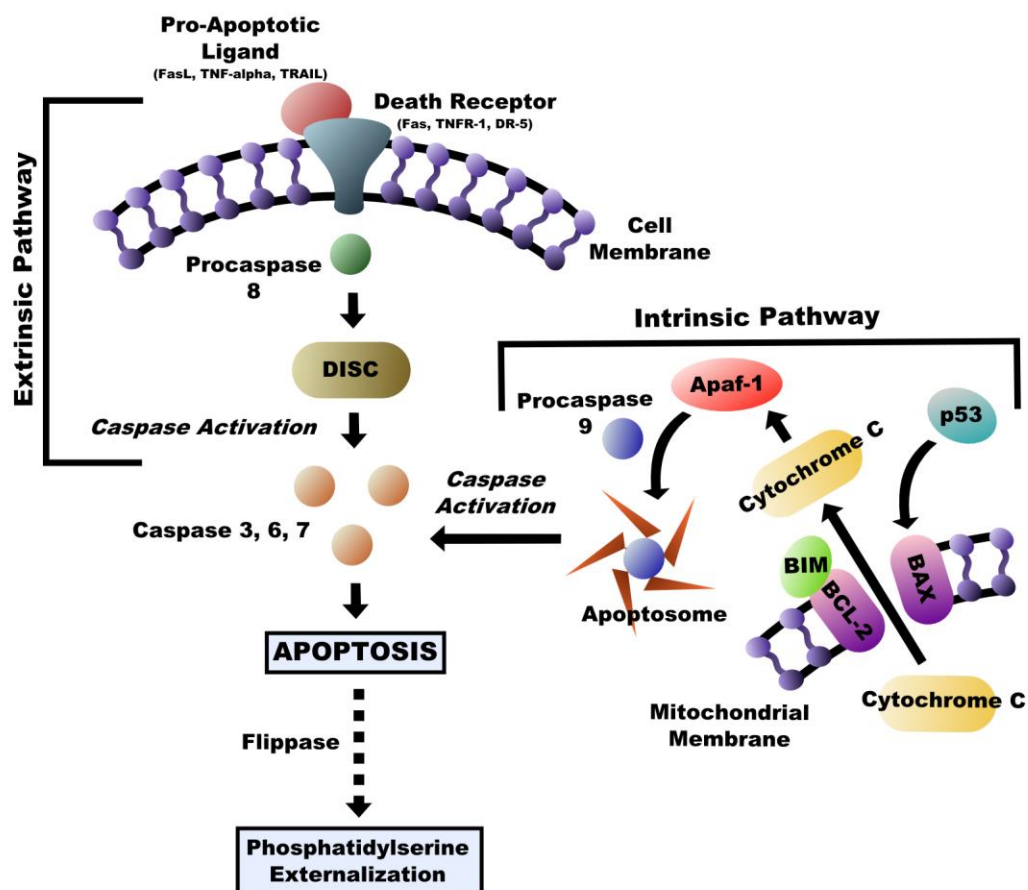 Pro-Apoptotic
Ligand
(FasL, TNF-alpha, TRAIL)
Death Receptor
(Fas, TNFR-1, DR-5)
Extrinsic Pathway
Cell
Membrane
Procaspase
8
DISC
Caspase Activation
Caspase 3, 6, 7
Intrinsic Pathway
Apaf-1
Procaspase
9
p53
Cytochrome C
Caspase
Activation
Apoptosome
BIM
BCL-2
BAX
Cytochrome C
Mitochondrial
Membrane
APOPTOSIS
Flippase
Phosphatidylserine
Externalization